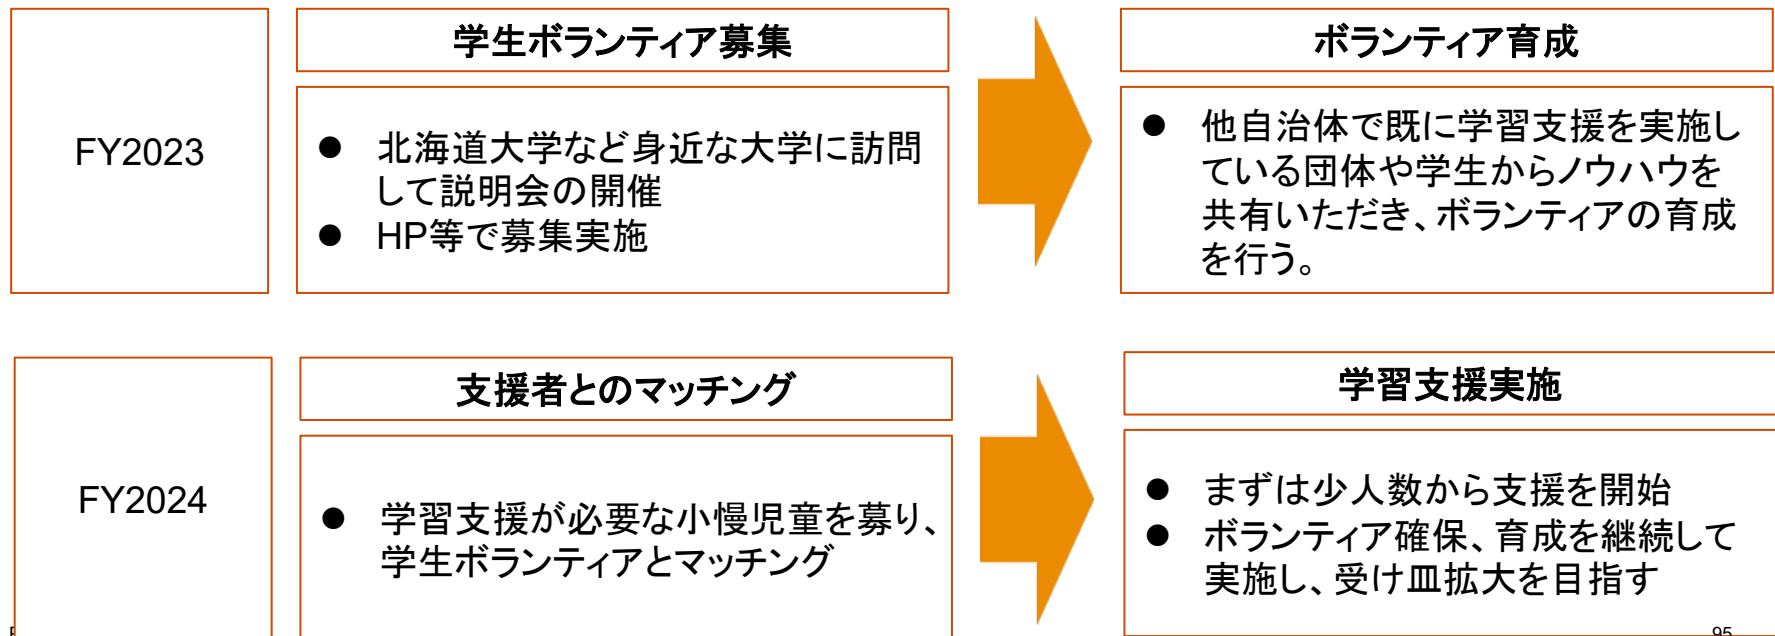 FY2023
学生ボランティア募集
● 北海道大学など身近な大学に訪問
して説明会の開催
● HP等で募集実施
ボランティア育成
● 他自治体で既に学習支援を実施し
ている団体や学生からノウハウを
共有いただき、ボランティアの育成
を行う。
FY2024
支援者とのマッチング
● 学習支援が必要な小慢児童を募り、
学生ボランティアとマッチング
学習支援実施
● まずは少人数から支援を開始
● ボランティア確保、育成を継続して
実施し、受け皿拡大を目指す
95